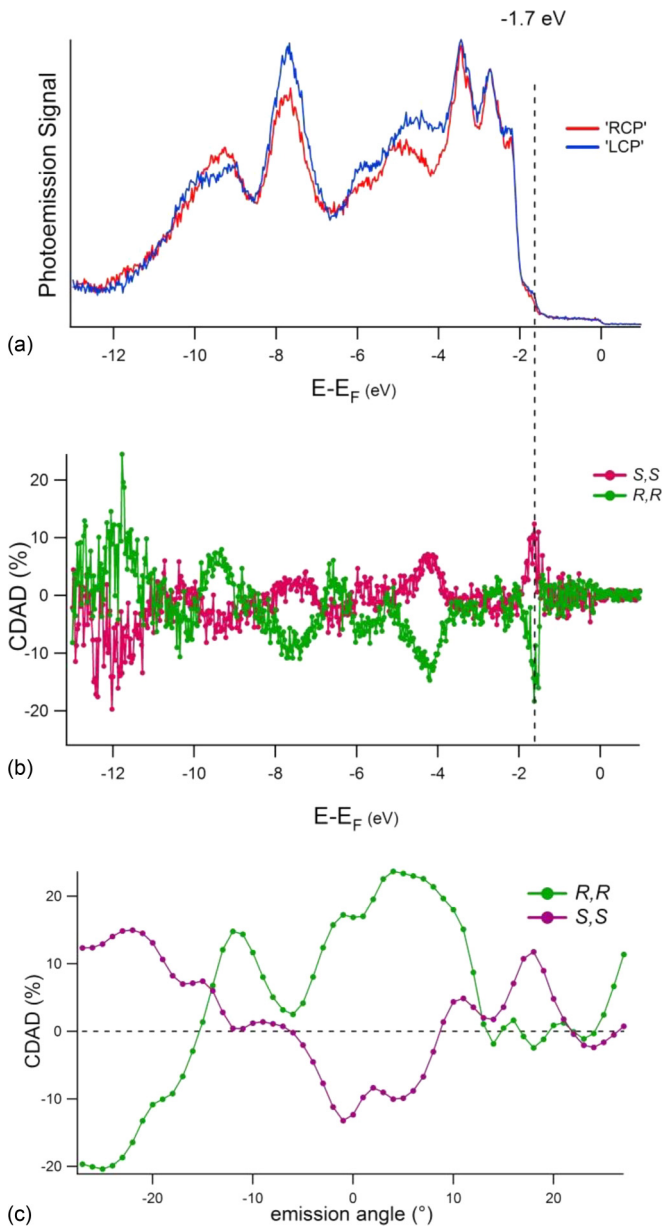 -1.7 eV
Photoemission Signal
'RCP'
'LCP'
-12 -10 -8 -6 -4 -2 0
(a)
E-EF (eV)
CDAD (%)
S,S
R,R
20
10
0
-10
-20
-12 -10 -8 -6 -4 -2 0
(b)
E-EF (eV)
CDAD (%)
R,R
S,S
20
10
0
-10
-20
-20 -10 0 10 20
(c)
emission angle (°)